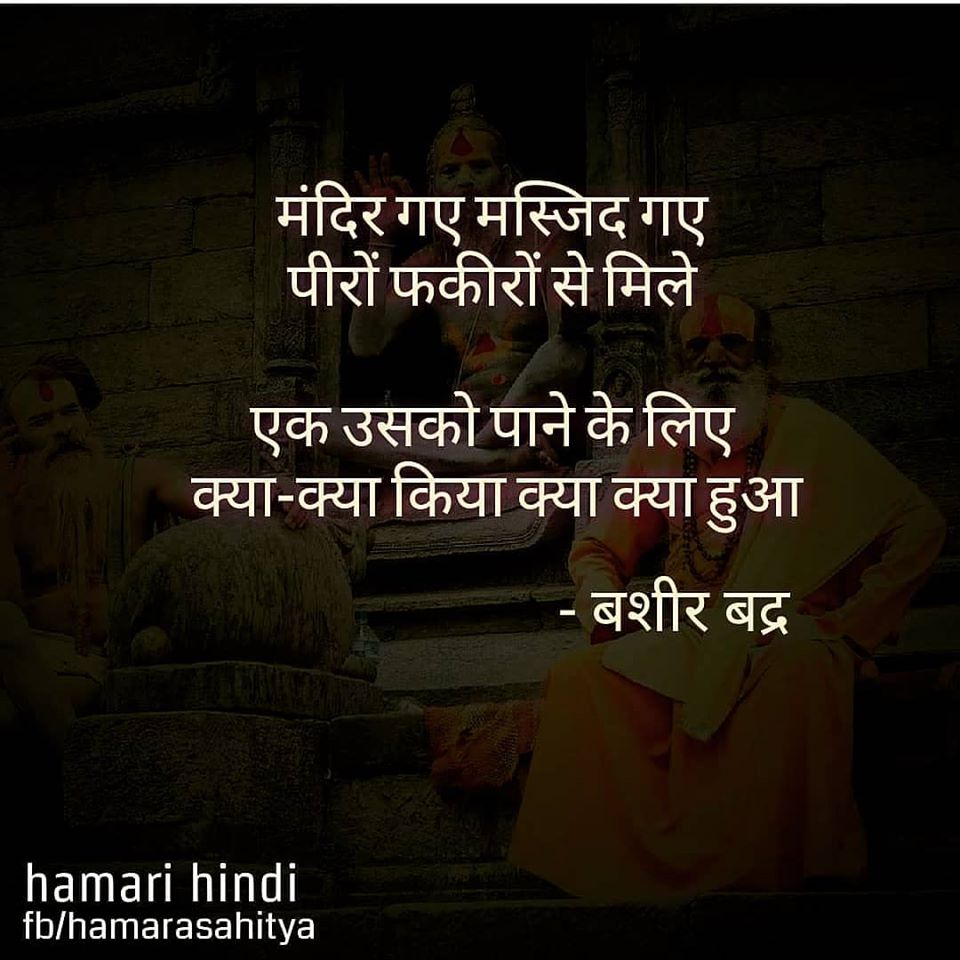 मंदिर गए मस्जिद गए
पीरों फकीरों से मिले
एक उसको पाने के लिए
क्या-क्या किया क्या क्या हुआ
- बशीर बद्र
hamari hindi
fb/hamarasahitya